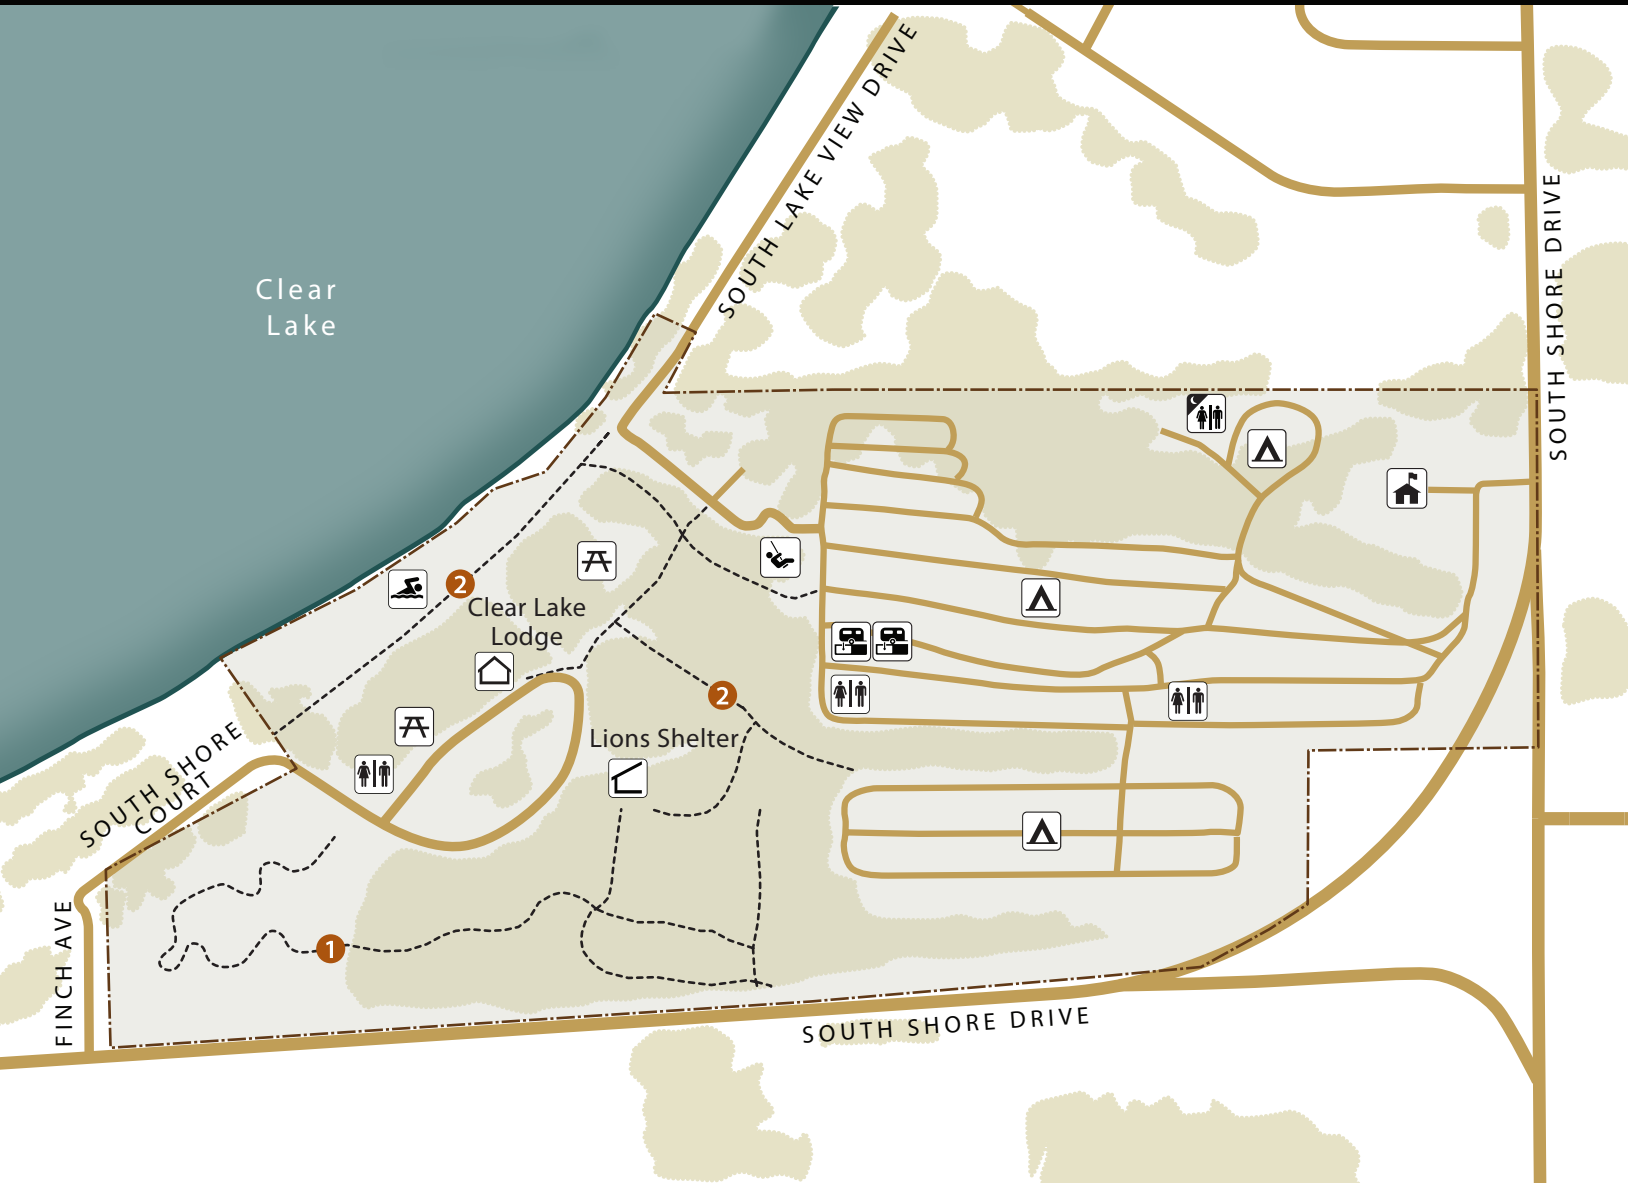 SOUTH LAKE VIEW DRIVE
SOUTH SHORE DRIVE
Clear
Lake
2
Clear Lake
Lodge
2
Lions Shelter
SOUTH SHORE
COURT
FINCH AVE
1
SOUTH SHORE DRIVE